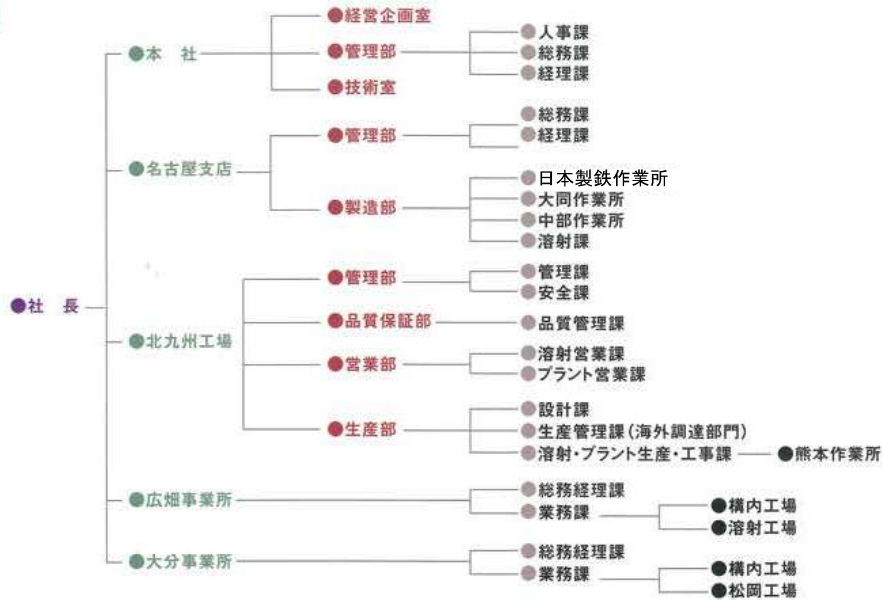 ●社　長
●本　社
●経営企画室
●管理部
●人事課
●総務課
●経理課
●技術室
●名古屋支店
●管理部
●総務課
●経理課
●製造部
●日本製鉄作業所
●大同作業所
●中部作業所
●溶射課
●北九州工場
●管理部
●管理課
●安全課
●品質保証部
●品質管理課
●営業部
●溶射営業課
●プラント営業課
●生産部
●設計課
●生産管理課(海外調達部門)
●溶射・プラント生産・工事課
●熊本作業所
●広畑事業所
●総務経理課
●業務課
●構内工場
●溶射工場
●大分事業所
●総務経理課
●業務課
●構内工場
●松岡工場